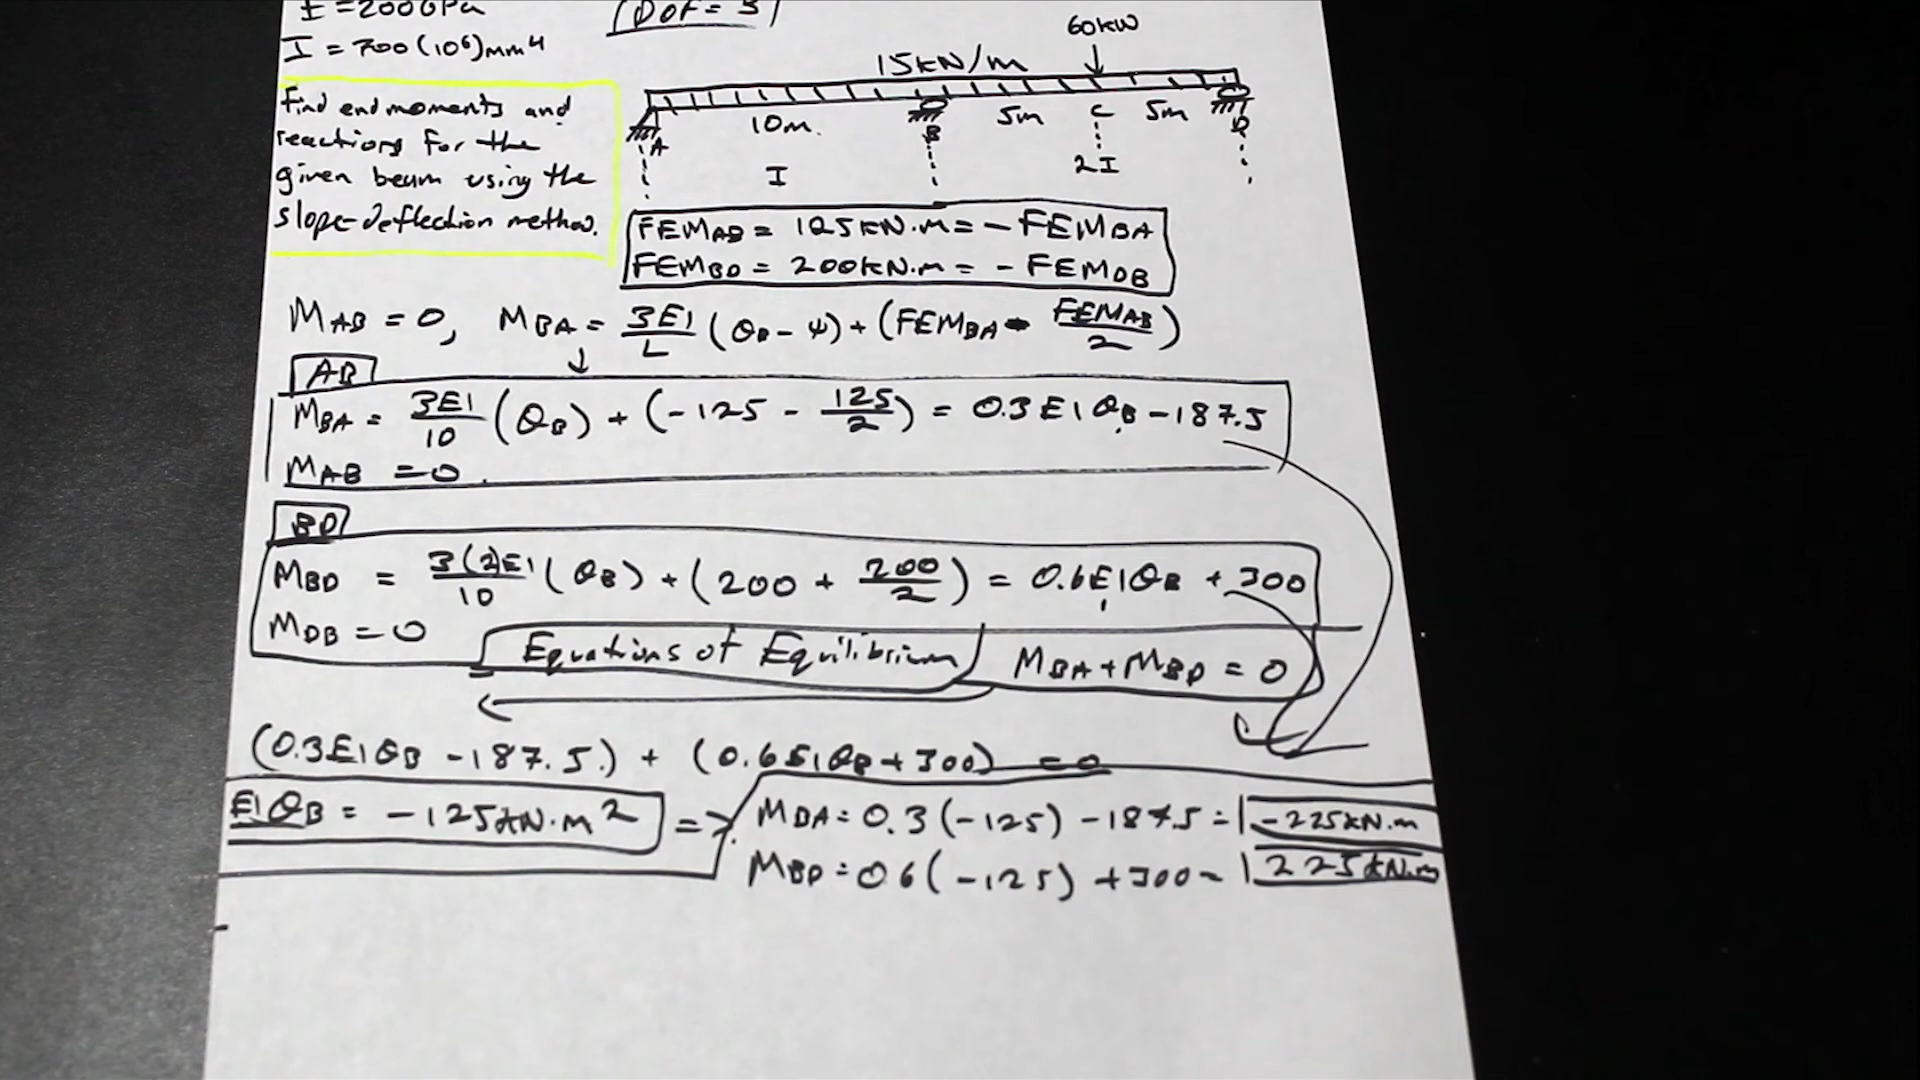 E = 200GPa
(DOF = 3)
I = 700(10⁶)mm⁴
Find end moments and
reactions for the
given beam using the
slope-deflection method.
60kN
15kN/m
10m.
5m
C
5m
A
B
D
I
2I
FEMAB = 125kN.m = - FEMBA
FEMBD = 200kN.m = - FEMDB
MAB = 0, MBA = 3EI/L (θB - ψ) + (FEMBA - FEMAB/2)
AB
MBA = 3EI/10 (θB) + (-125 - 125/2) = 0.3EIθB - 187.5
MAB = 0
BD
MBD = 3(2)EI/10 (θB) + (200 + 200/2) = 0.6EIθB + 300
MDB = 0
Equations of Equilibrium MBA + MBD = 0
(0.3EIθB - 187.5) + (0.6EIθB + 300) = 0
EIθB = -125kN.m² => MBA = 0.3(-125) - 187.5 = -225kN.m
MBD = 0.6(-125) + 300 = 225kN.m